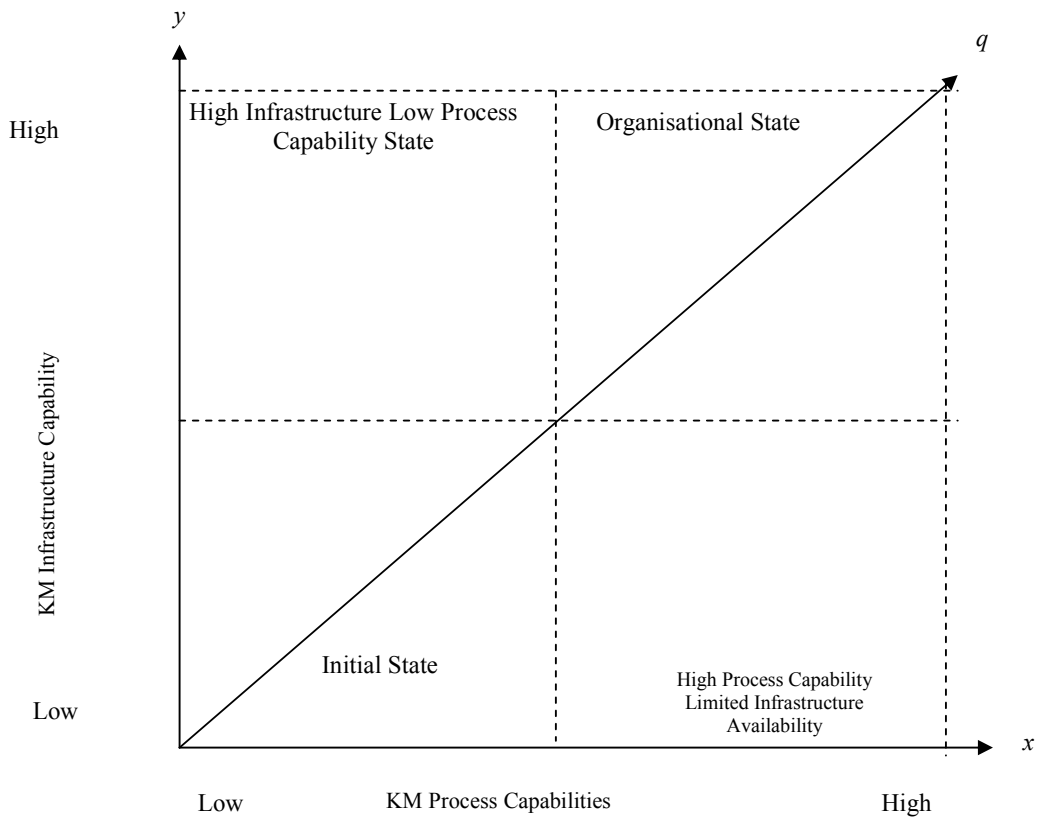 y
q
High Infrastructure Low Process
Capability State
Organisational State
High
KM Infrastructure Capability
Initial State
High Process Capability
Limited Infrastructure
Availability
Low
x
Low
KM Process Capabilities
High